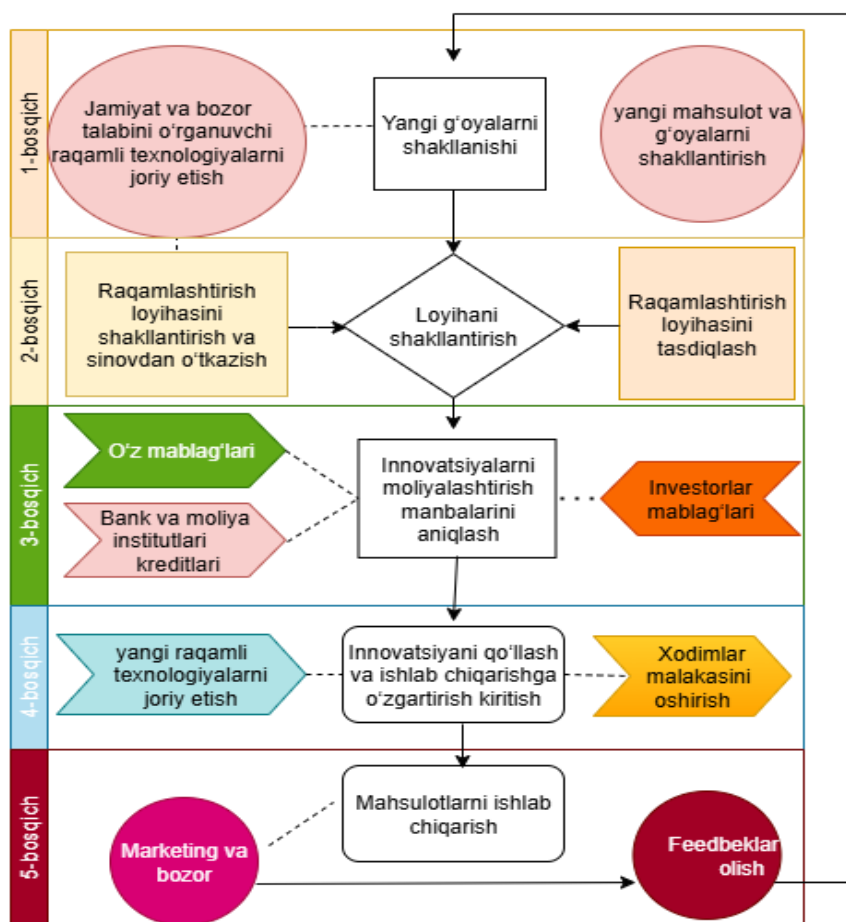 1-bosqich
Jamiyat va bozor
talabini o‘rganuvchi
raqamli texnologiyalarni
joriy etish
Yangi g‘oyalarni
shakllanishi
yangi mahsulot va
g‘oyalarni
shakllantirish
2-bosqich
Raqamlashtirish
loyihasini
shakllantirish va
sinovdan o‘tkazish
Loyihani
shakllantirish
Raqamlashtirish
loyihasini
tasdiqlash
3-bosqich
O‘z mablag‘lari
Bank va moliya
institutlari
kreditlari
Innovatsiyalarni
moliyalashtirish
manbalarini
aniqlash
Investorlar
mablag‘lari
4-bosqich
yangi raqamli
texnologiyalarni
joriy etish
Innovatsiyani qo‘llash
va ishlab chiqarishga
o‘zgartirish kiritish
Xodimlar
malakasini
oshirish
5-bosqich
Mahsulotlarni ishlab
chiqarish
Marketing va
bozor
Feedbeklar
olish